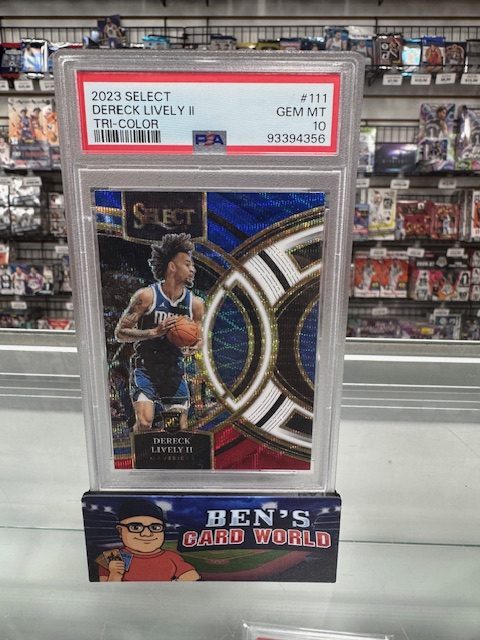 2023 SELECT #111
DERECK LIVELY II GEM MT
TRI-COLOR 10
PSA 93394356
SELECT
DERECK
LIVELY II
MAVERICKS
BEN'S
CARD WORLD